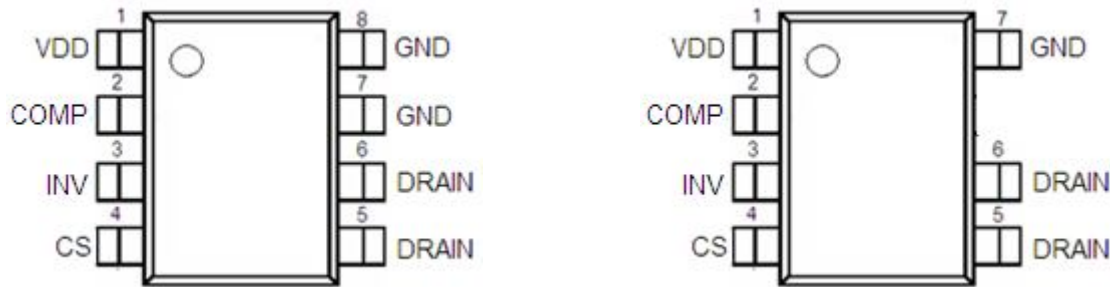 1 8 1 7
VDD GND VDD GND
2 7 2
COMP GND COMP
3 6 3 6
INV DRAIN INV DRAIN
4 5 4 5
CS DRAIN CS DRAIN